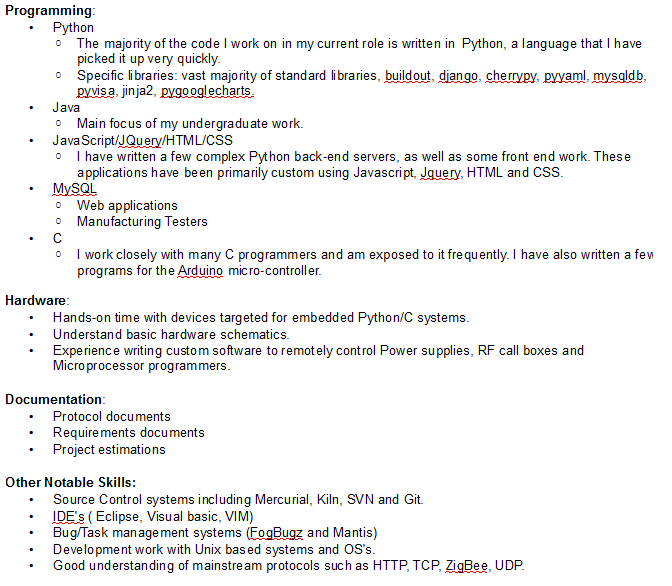 Programming:
• Python
○ The majority of the code I work on in my current role is written in Python, a language that I have
picked it up very quickly.
○ Specific libraries: vast majority of standard libraries, buildout, django, cherrypy, pyyaml, mysqldb,
pyvisa, jinja2, pygooglecharts.
• Java
○ Main focus of my undergraduate work.
• JavaScript/JQuery/HTML/CSS
○ I have written a few complex Python back-end servers, as well as some front end work. These
applications have been primarily custom using Javascript, Jquery, HTML and CSS.
• MySQL
○ Web applications
○ Manufacturing Testers
• C
○ I work closely with many C programmers and am exposed to it frequently. I have also written a few
programs for the Arduino micro-controller.
Hardware:
• Hands-on time with devices targeted for embedded Python/C systems.
• Understand basic hardware schematics.
• Experience writing custom software to remotely control Power supplies, RF call boxes and
Microprocessor programmers.
Documentation:
• Protocol documents
• Requirements documents
• Project estimations
Other Notable Skills:
• Source Control systems including Mercurial, Kiln, SVN and Git.
• IDE's ( Eclipse, Visual basic, VIM)
• Bug/Task management systems (FogBugz and Mantis)
• Development work with Unix based systems and OS's.
• Good understanding of mainstream protocols such as HTTP, TCP, ZigBee, UDP.